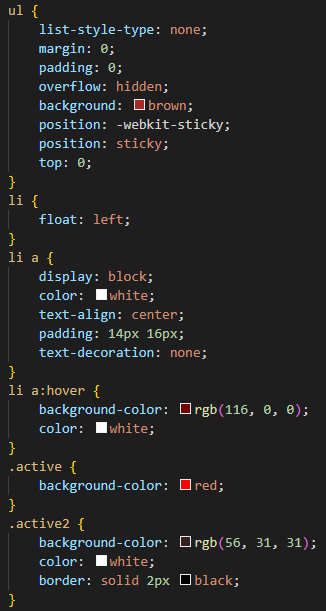 ul {
    list-style-type: none;
    margin: 0;
    padding: 0;
    overflow: hidden;
    background: brown;
    position: -webkit-sticky;
    position: sticky;
    top: 0;
}
li {
    float: left;
}
li a {
    display: block;
    color: white;
    text-align: center;
    padding: 14px 16px;
    text-decoration: none;
}
li a:hover {
    background-color: rgb(116, 0, 0);
    color: white;
}
.active {
    background-color: red;
}
.active2 {
    background-color: rgb(56, 31, 31);
    color: white;
    border: solid 2px black;
}